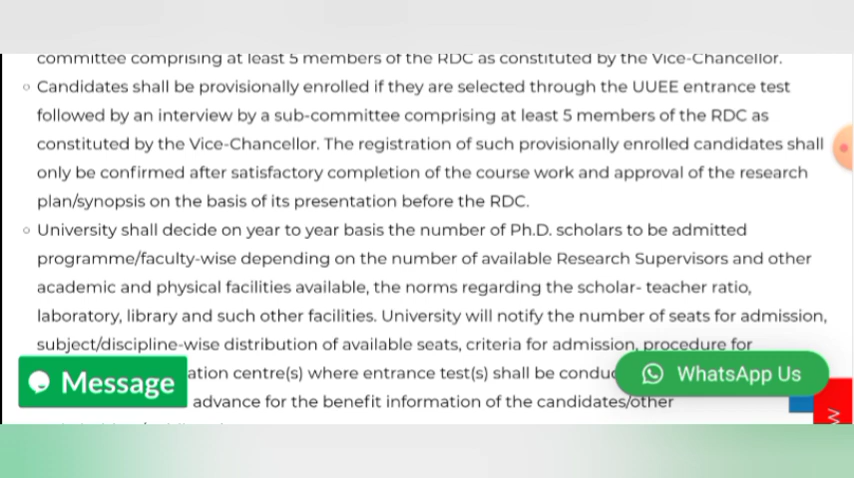 committee comprising at least 5 members of the RDC as constituted by the Vice-Chancellor.
Candidates shall be provisionally enrolled if they are selected through the UUEE entrance test
followed by an interview by a sub-committee comprising at least 5 members of the RDC as
constituted by the Vice-Chancellor. The registration of such provisionally enrolled candidates shall
only be confirmed after satisfactory completion of the course work and approval of the research
plan/synopsis on the basis of its presentation before the RDC.
University shall decide on year to year basis the number of Ph.D. scholars to be admitted
programme/faculty-wise depending on the number of available Research Supervisors and other
academic and physical facilities available, the norms regarding the scholar- teacher ratio,
laboratory, library and such other facilities. University will notify the number of seats for admission,
subject/discipline-wise distribution of available seats, criteria for admission, procedure for
ation centre(s) where entrance test(s) shall be conduc
advance for the benefit information of the candidates/other
Message
WhatsApp Us